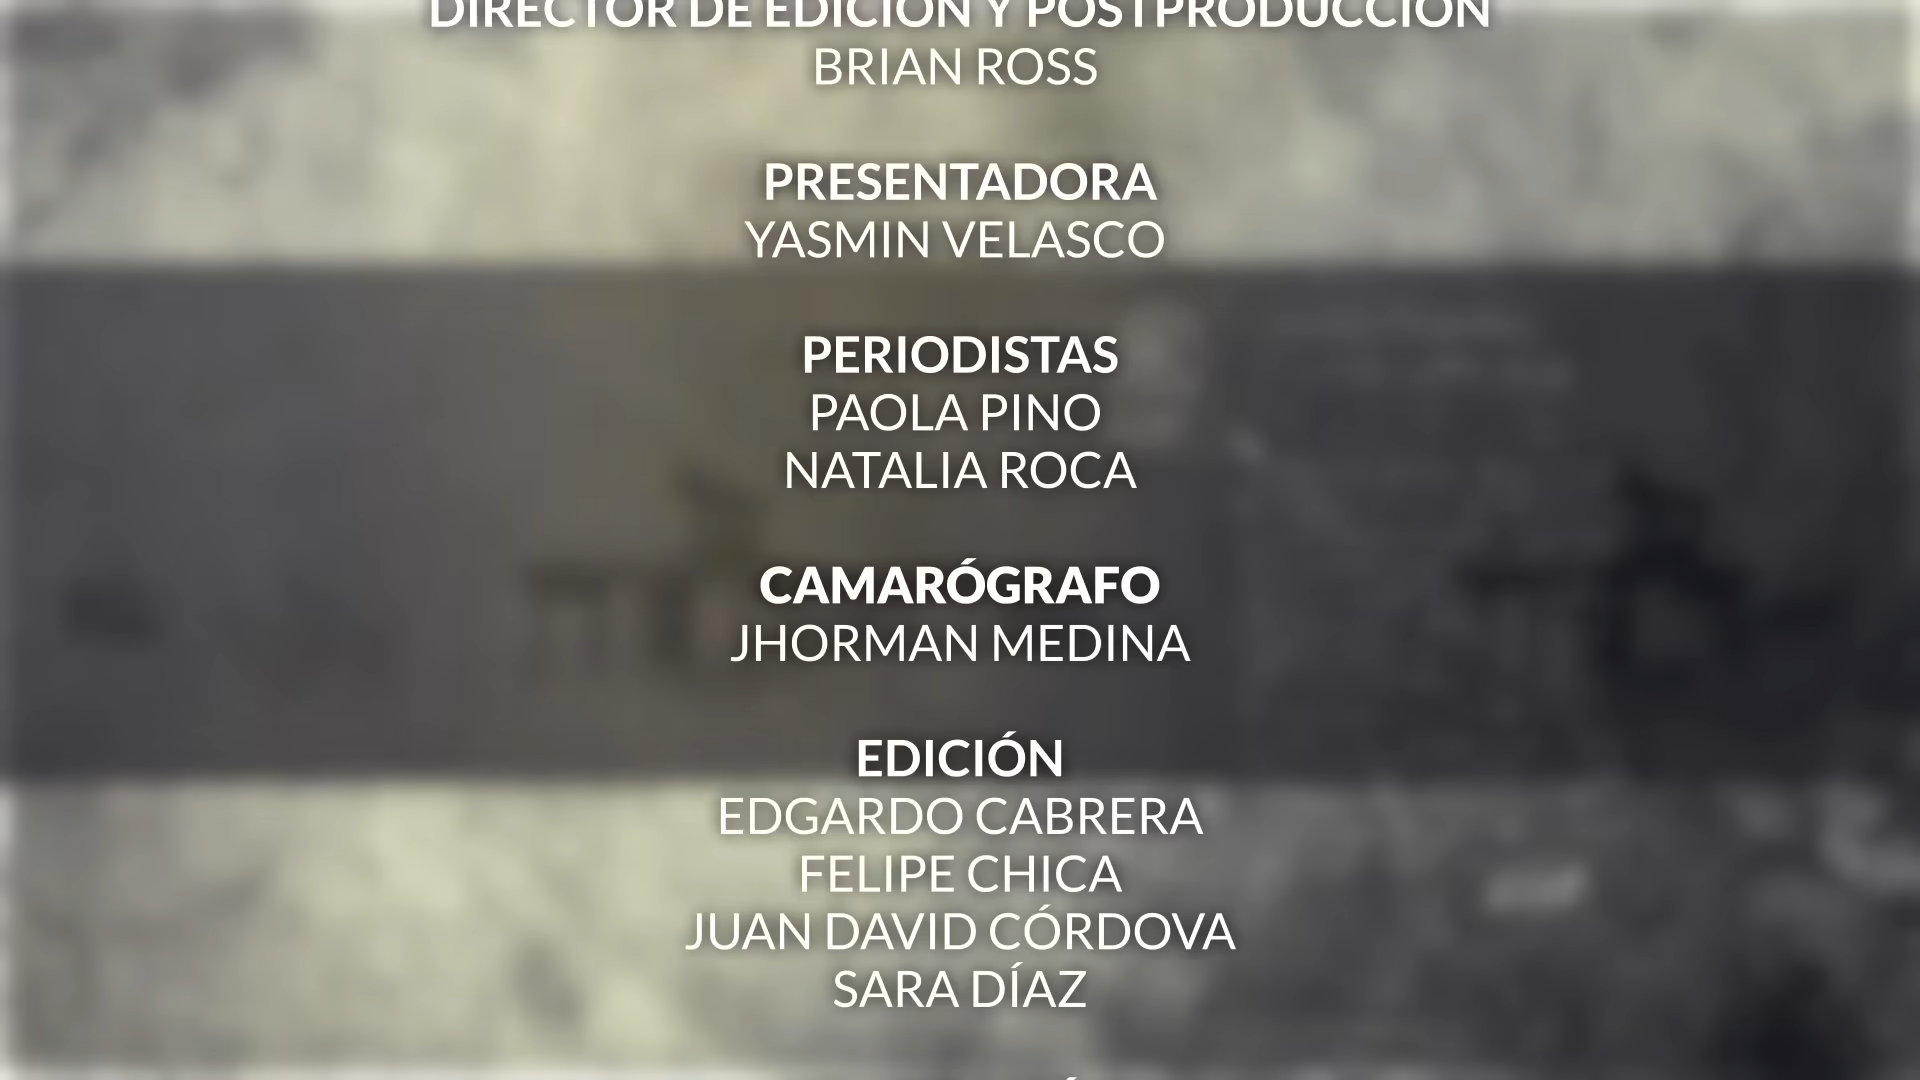 DIRECTOR DE EDICIÓN Y POSTPRODUCCIÓN
BRIAN ROSS
PRESENTADORA
YASMIN VELASCO
PERIODISTAS
PAOLA PINO
NATALIA ROCA
CAMARÓGRAFO
JHORMAN MEDINA
EDICIÓN
EDGARDO CABRERA
FELIPE CHICA
JUAN DAVID CÓRDOVA
SARA DÍAZ